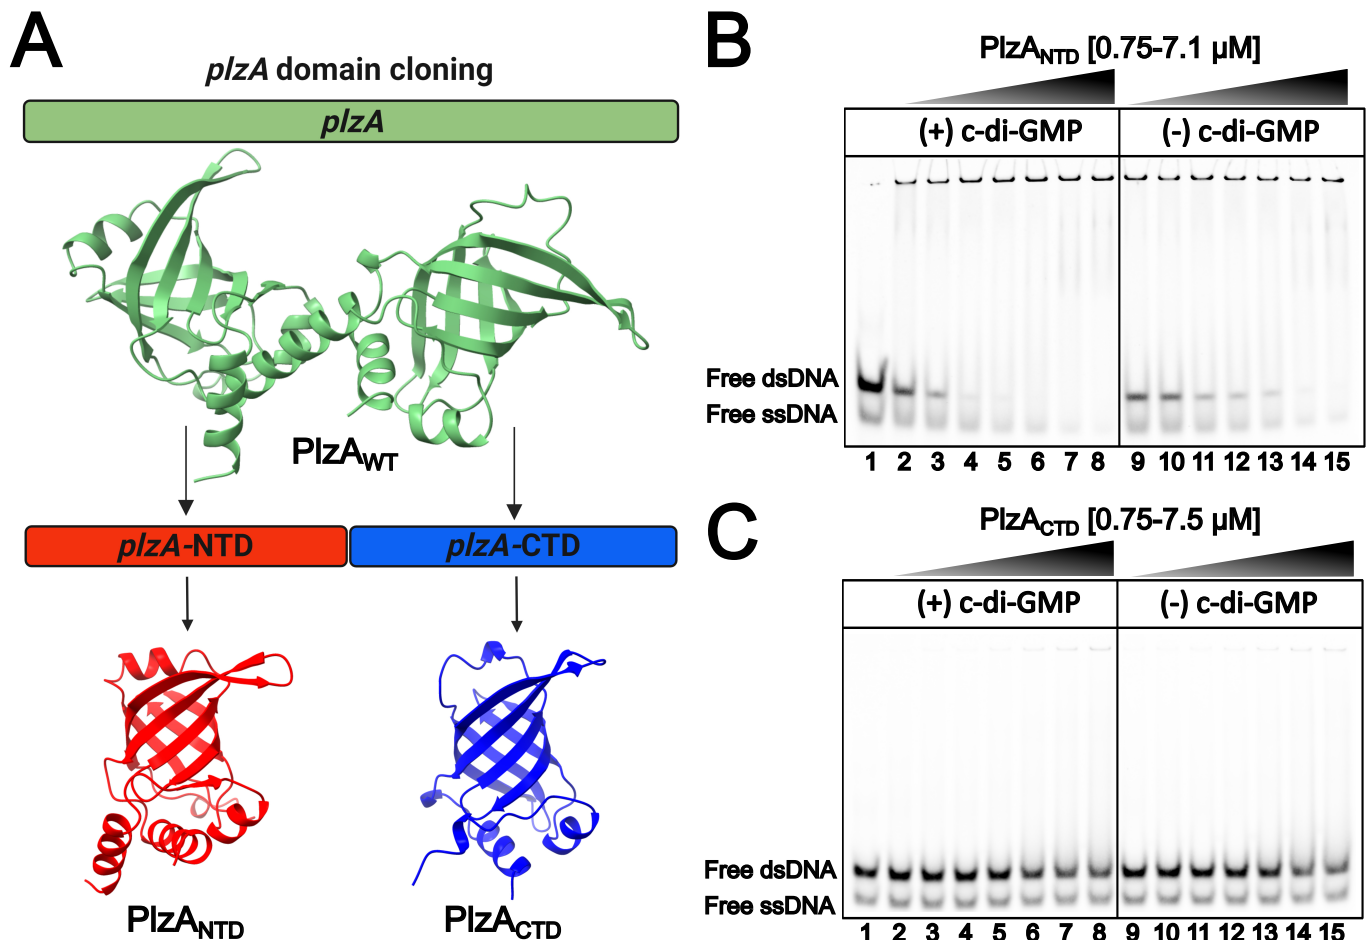 A
plzA domain cloning
plzA
PlzAWT
plzA-NTD
plzA-CTD
PlzANTD
PlzACTD
B
PlzANTD [0.75-7.1 µM]
(+) c-di-GMP
(-) c-di-GMP
Free dsDNA
Free ssDNA
1 2 3 4 5 6 7 8 9 10 11 12 13 14 15
C
PlzACTD [0.75-7.5 µM]
(+) c-di-GMP
(-) c-di-GMP
Free dsDNA
Free ssDNA
1 2 3 4 5 6 7 8 9 10 11 12 13 14 15